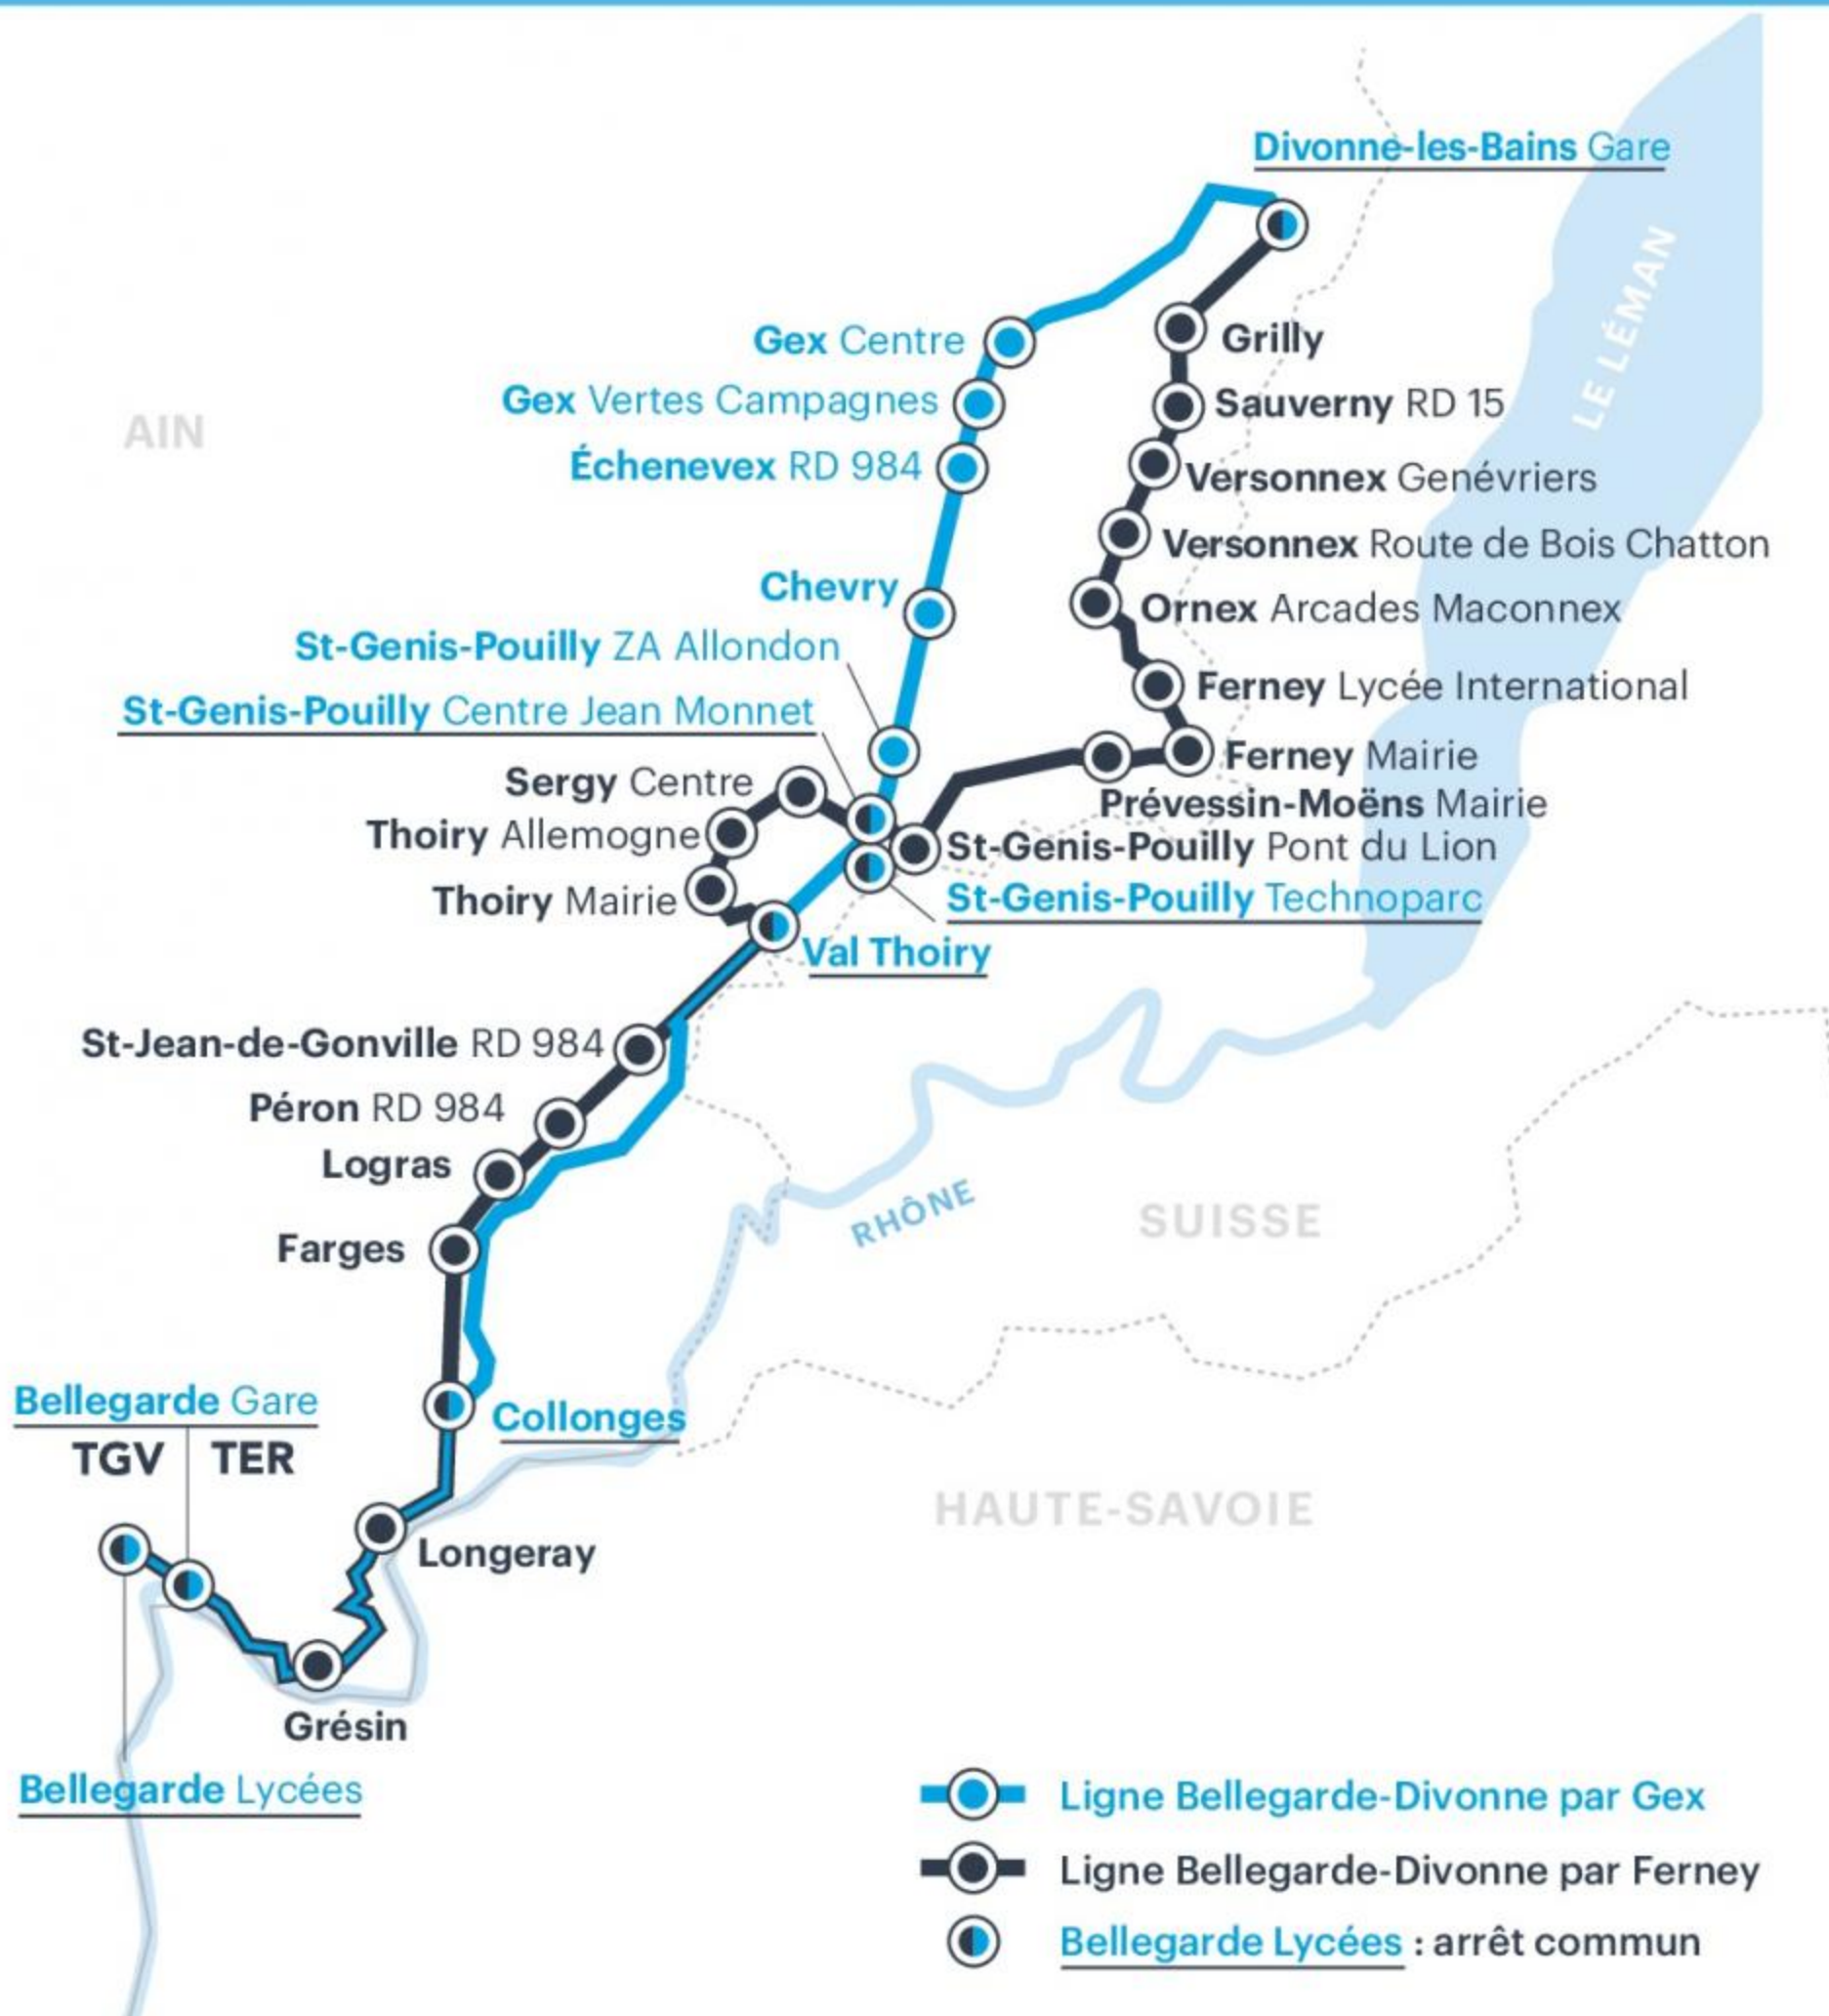 Divonne-les-Bains Gare
LE LÉMAN
Gex Centre
Grilly
Gex Vertes Campagnes
Sauverny RD 15
AIN
Échenevex RD 984
Versonnex Genévriers
Versonnex Route de Bois Chatton
Chevry
Ornex Arcades Maconnex
St-Genis-Pouilly ZA Allondon
Ferney Lycée International
St-Genis-Pouilly Centre Jean Monnet
Ferney Mairie
Sergy Centre
Prévessin-Moëns Mairie
Thoiry Allemogne
St-Genis-Pouilly Pont du Lion
Thoiry Mairie
St-Genis-Pouilly Technoparc
Val Thoiry
St-Jean-de-Gonville RD 984
Péron RD 984
Logras
RHÔNE
SUISSE
Farges
Bellegarde Gare
TGV TER
Collonges
HAUTE-SAVOIE
Longeray
Grésin
Bellegarde Lycées
Ligne Bellegarde-Divonne par Gex
Ligne Bellegarde-Divonne par Ferney
Bellegarde Lycées : arrêt commun